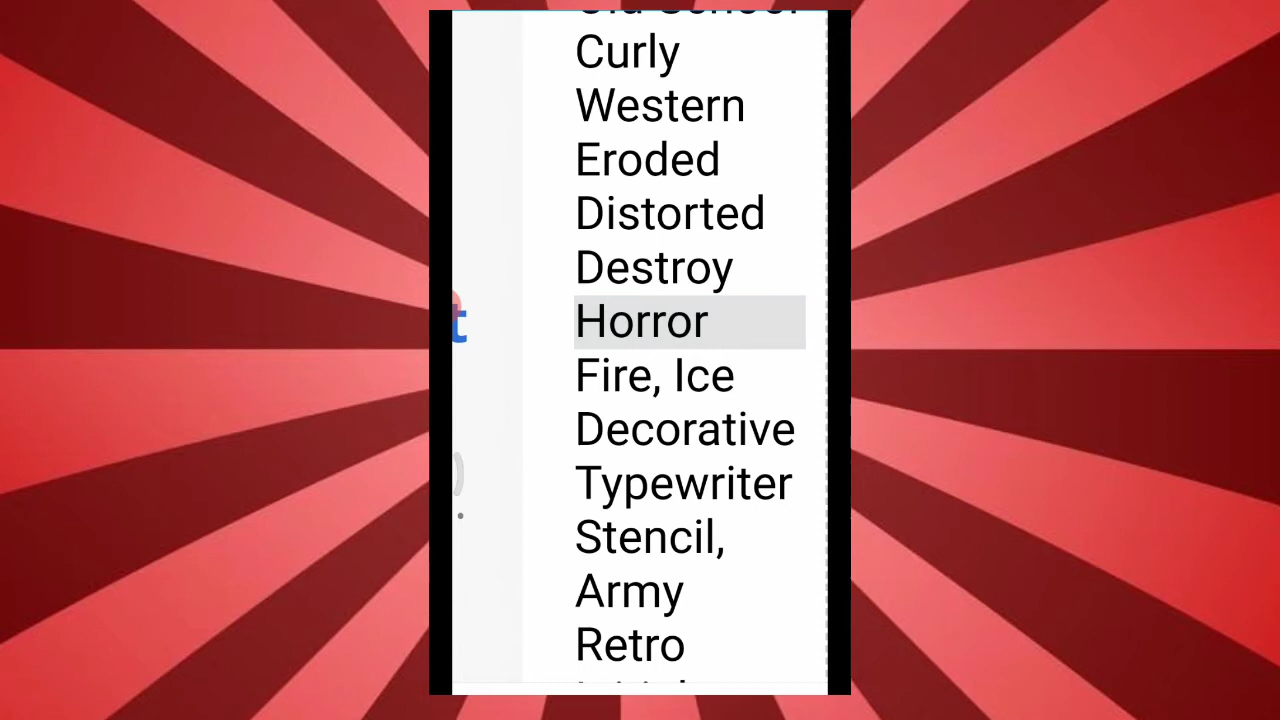 Curly
Western
Eroded
Distorted
Destroy
Horror
Fire, Ice
Decorative
Typewriter
Stencil,
Army
Retro
t